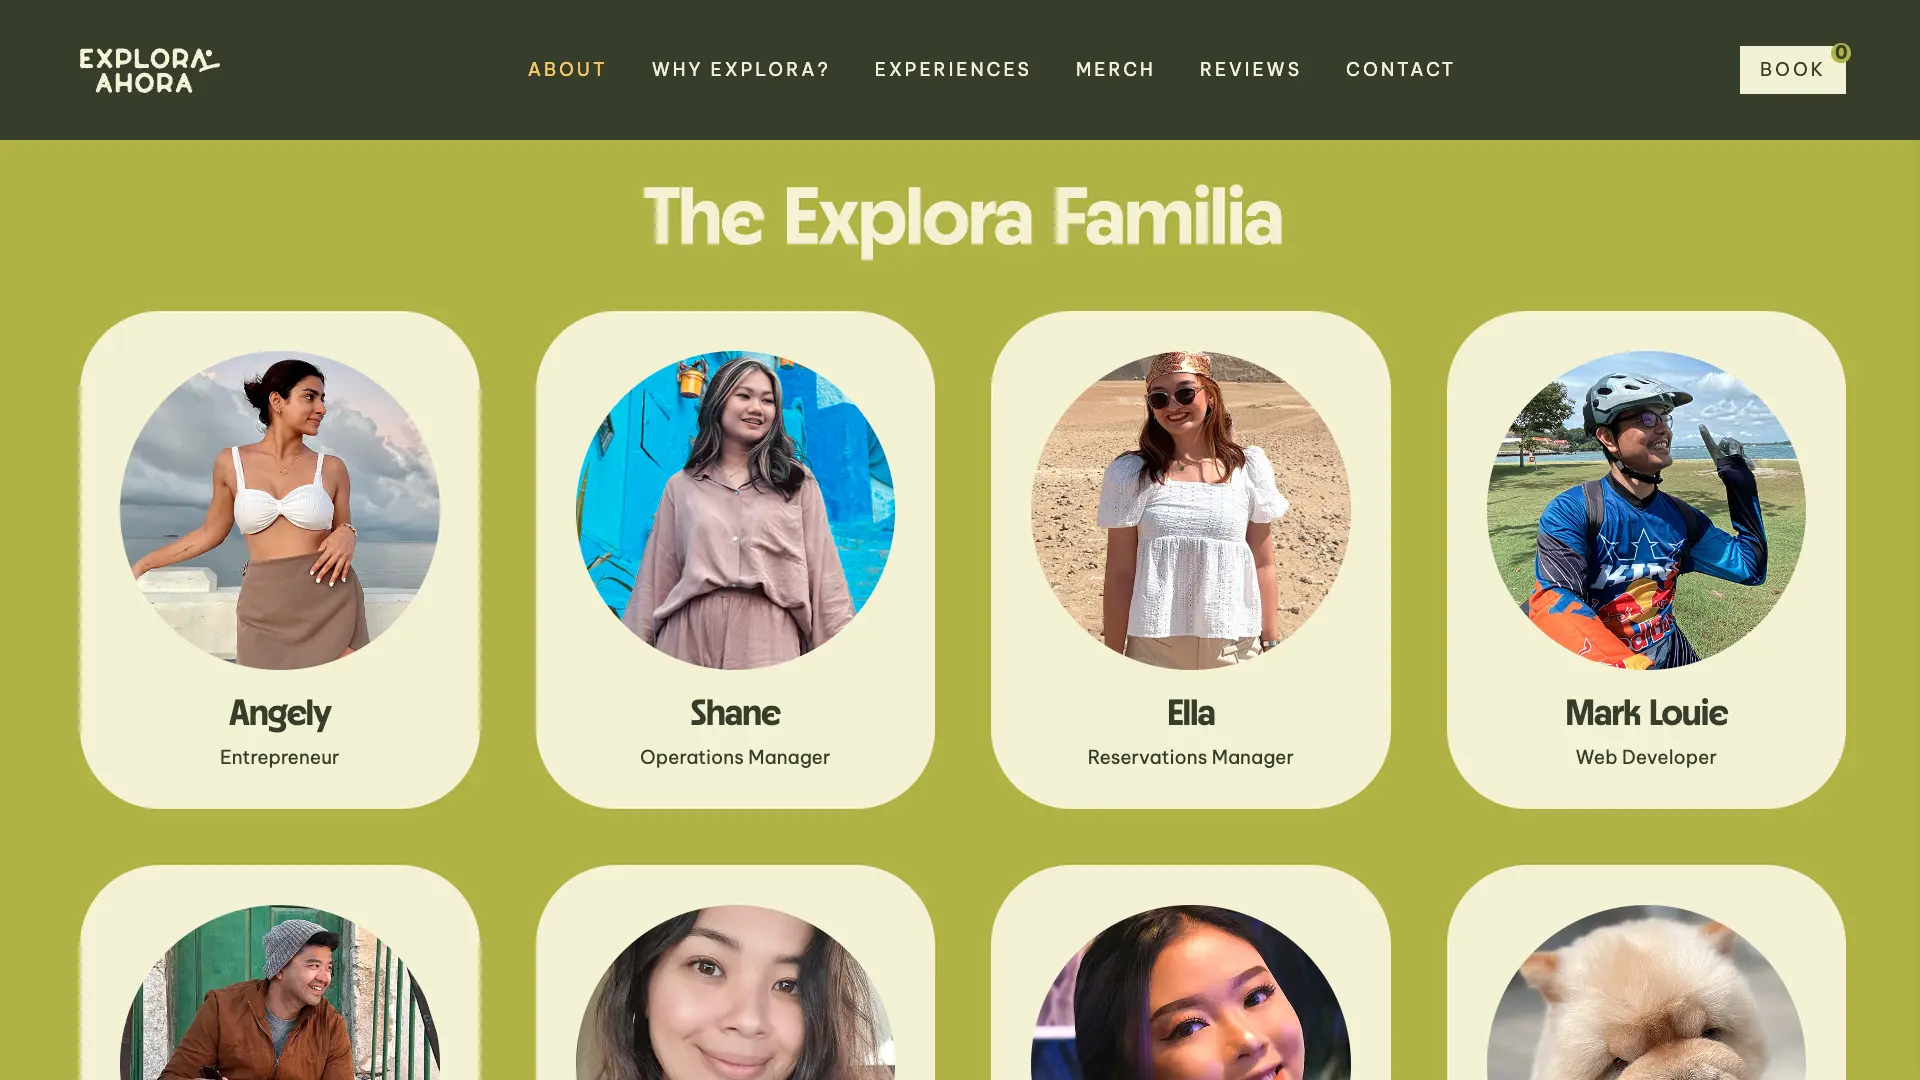 EXPLORA
AHORA
ABOUT
WHY EXPLORA?
EXPERIENCES
MERCH
REVIEWS
CONTACT
BOOK
0
The Explora Familia
Angely
Entrepreneur
Shane
Operations Manager
Ella
Reservations Manager
Mark Louie
Web Developer